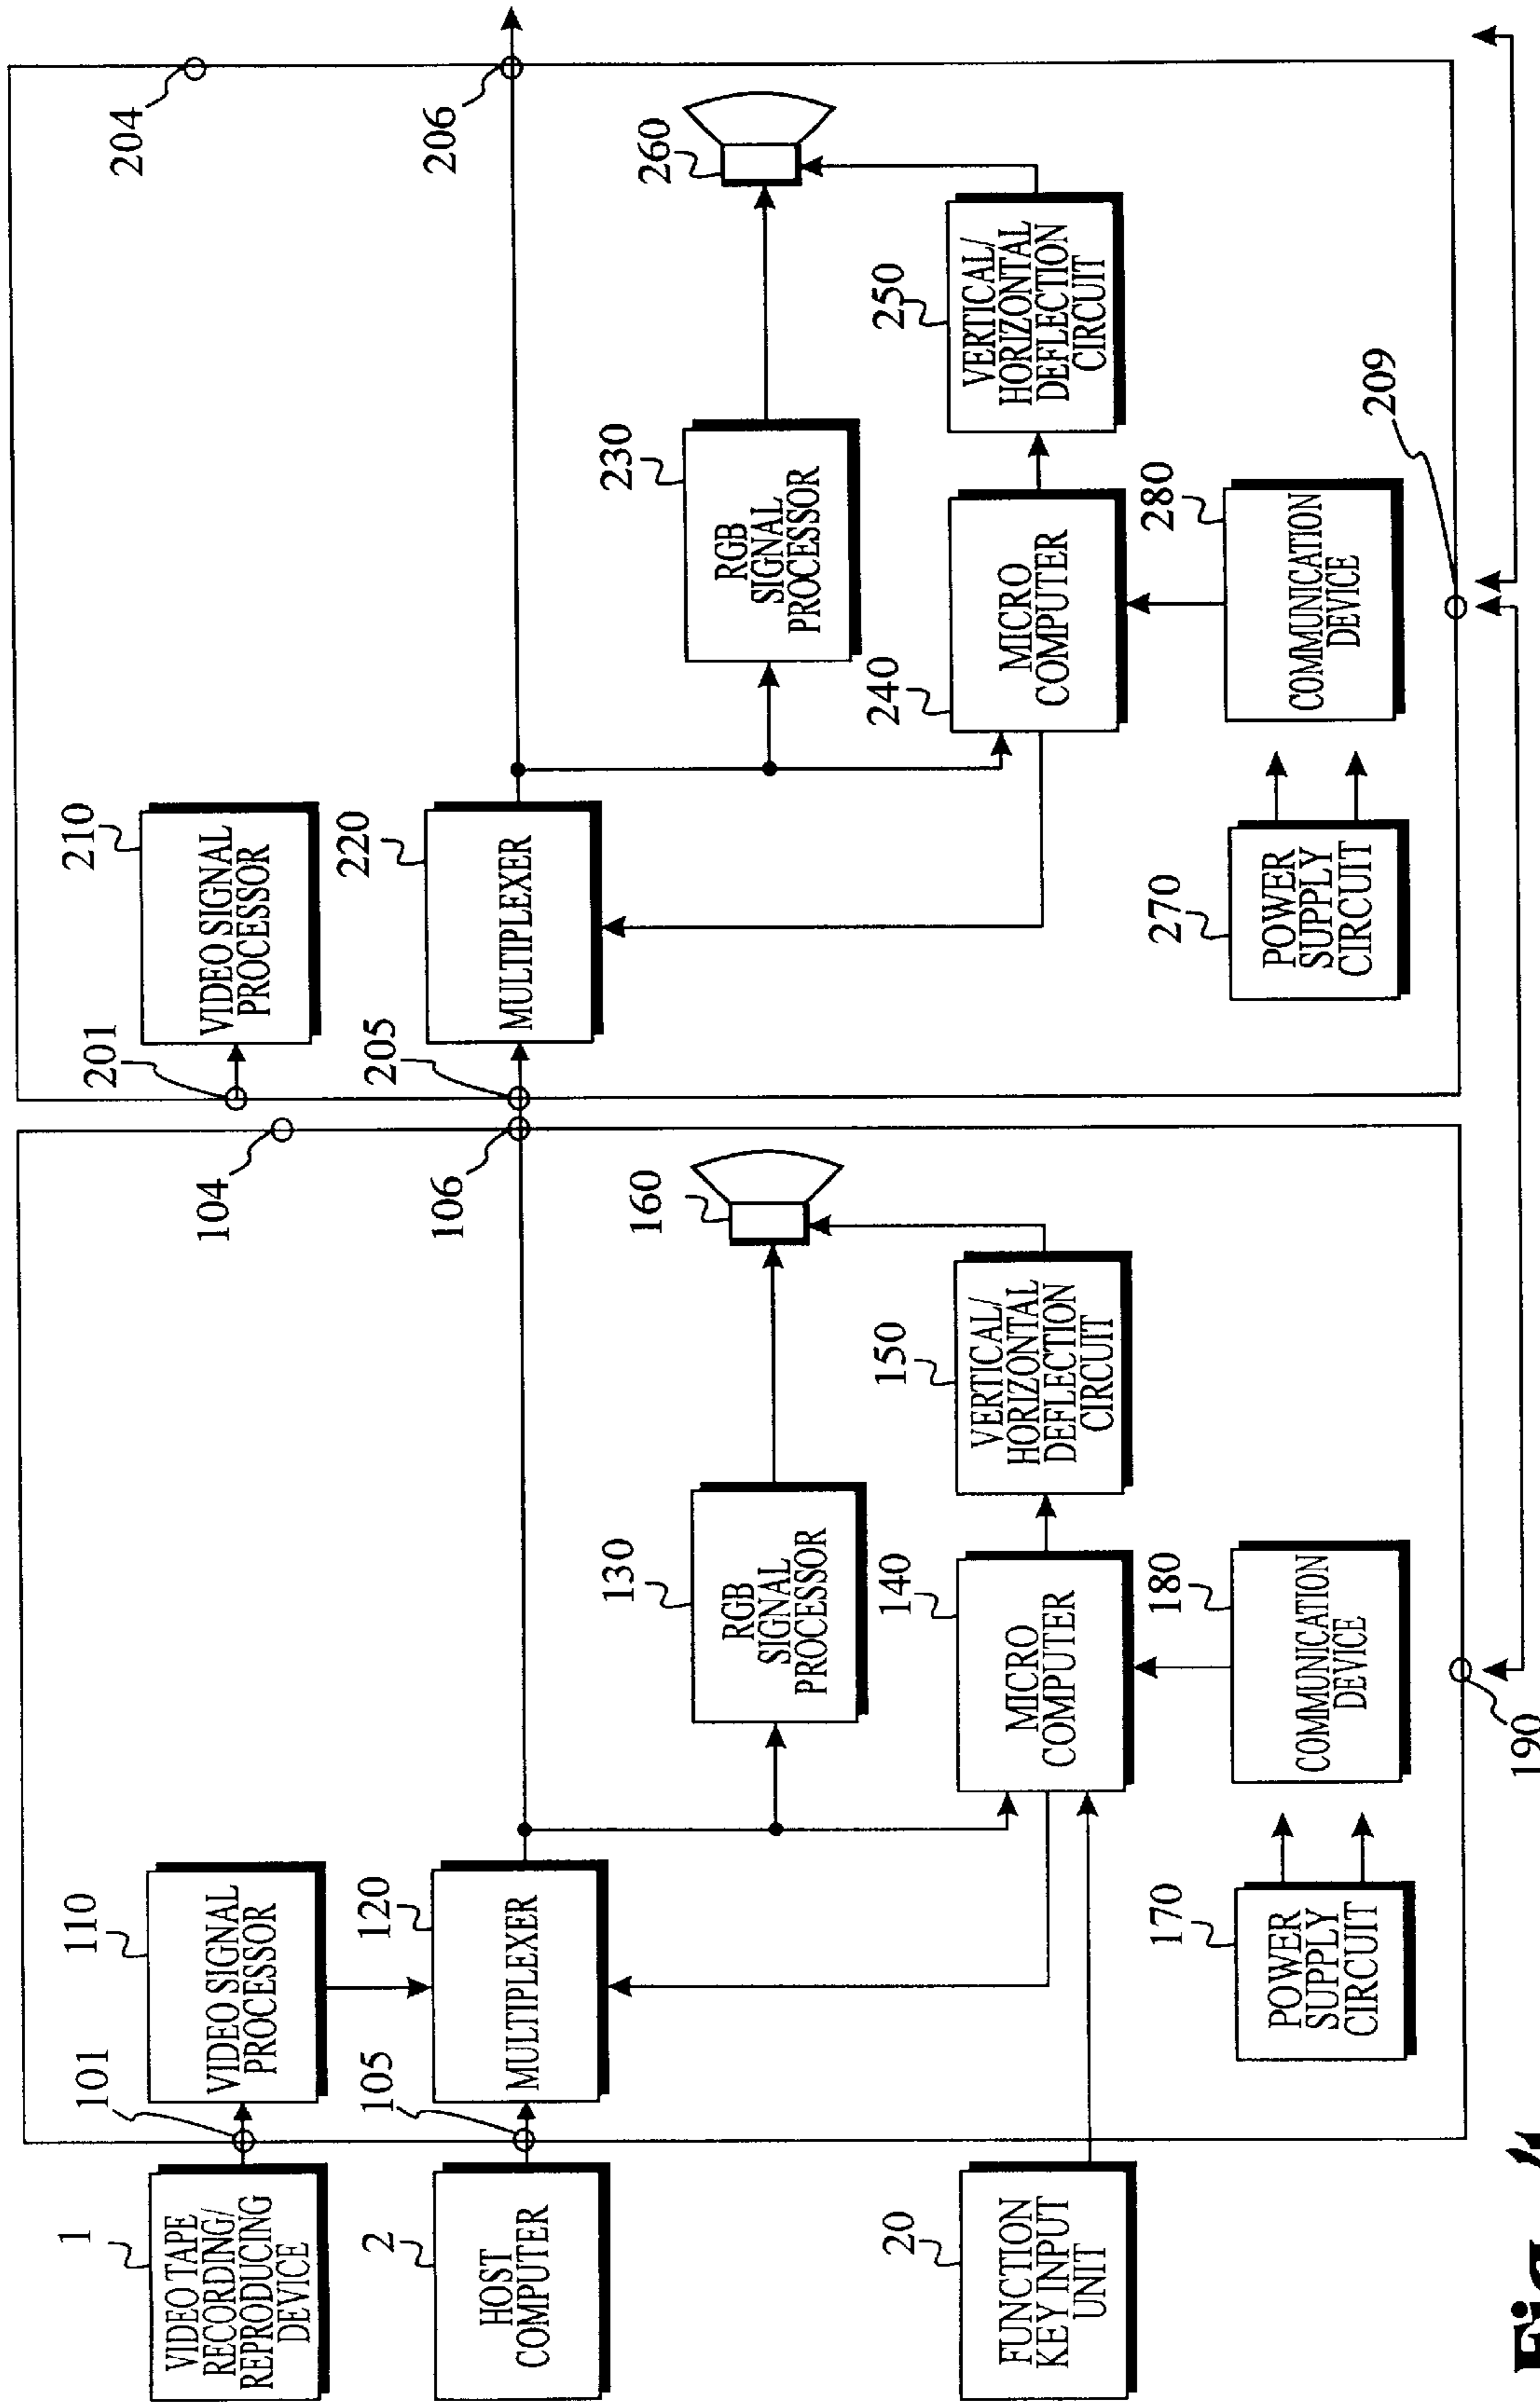 1
VIDEO TAPE
RECORDING/
REPRODUCING
DEVICE
2
HOST
COMPUTER
20
FUNCTION
KEY INPUT
UNIT
101
105
110
VIDEO SIGNAL
PROCESSOR
120
MULTIPLEXER
170
POWER
SUPPLY
CIRCUIT
130
RGB
SIGNAL
PROCESSOR
140
MICRO
COMPUTER
180
COMMUNICATION
DEVICE
190
150
VERTICAL/
HORIZONTAL
DEFLECTION
CIRCUIT
160
104
106
201
205
210
VIDEO SIGNAL
PROCESSOR
220
MULTIPLEXER
270
POWER
SUPPLY
CIRCUIT
230
RGB
SIGNAL
PROCESSOR
240
MICRO
COMPUTER
280
COMMUNICATION
DEVICE
209
250
VERTICAL/
HORIZONTAL
DEFLECTION
CIRCUIT
260
204
206
Fig.